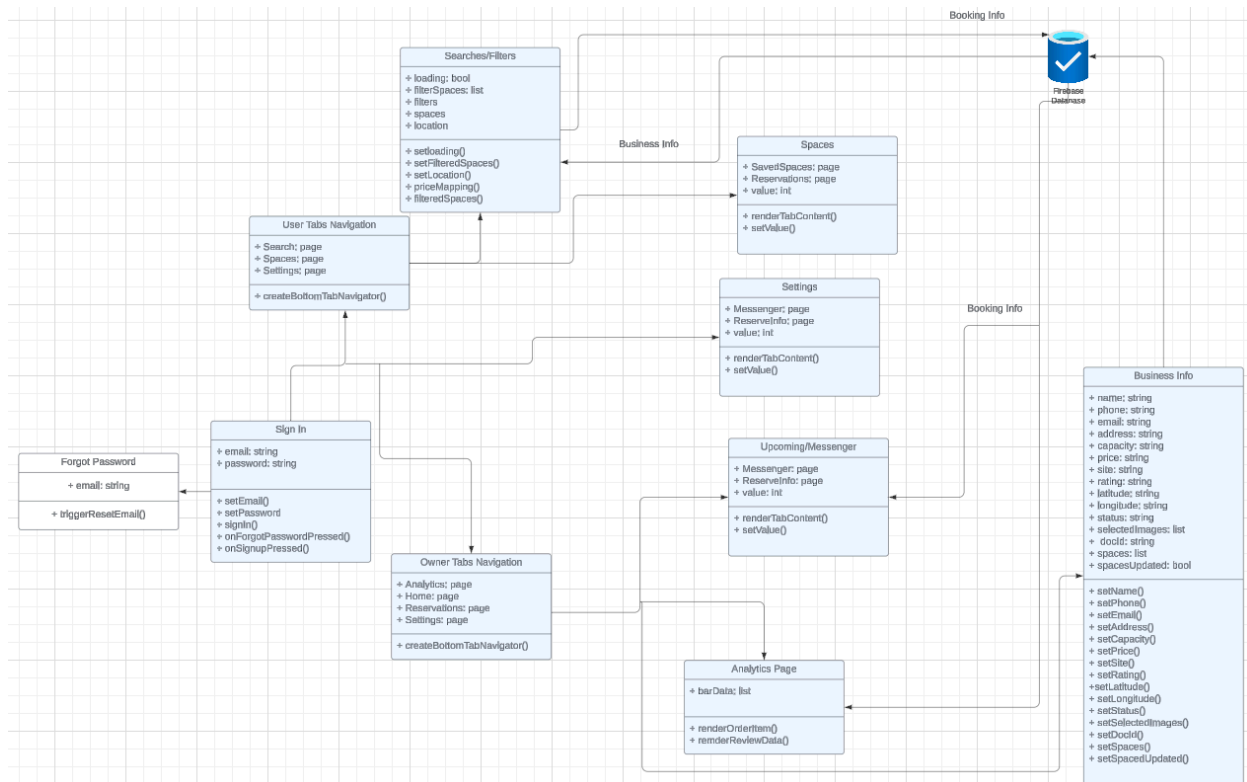 Booking Info
Firebase
Database
Searches/Filters
+ loading: bool
+ filterSpaces: list
+ filters
+ spaces
+ location
+ setloading()
+ setFilteredSpaces()
+ setLocation()
+ priceMapping()
+ filteredSpaces()
Business Info
Spaces
+ SavedSpaces: page
+ Reservations: page
+ value: int
+ renderTabContent()
+ setValue()
User Tabs Navigation
+ Search: page
+ Spaces: page
+ Settings: page
+ createBottomTabNavigator()
Settings
+ Messenger: page
+ ReserveInfo: page
+ value: int
+ renderTabContent()
+ setValue()
Booking Info
Business Info
+ name: string
+ phone: string
+ email: string
+ address: string
+ capacity: string
+ price: string
+ site: string
+ rating: string
+ latitude: string
+ longitude: string
+ status: string
+ selectedImages: list
+ docId: string
+ spaces: list
+ spacesUpdated: bool
+ setName()
+ setPhone()
+ setEmail()
+ setAddress()
+ setCapacity()
+ setPrice()
+ setSite()
+ setRating()
+setLatitude()
+ setLongitude()
+ setStatus()
+ setSelectedImages()
+ setDocId()
+ setSpaces()
+ setSpacedUpdated()
Sign In
+ email: string
+ password: string
+ setEmail()
+ setPassword
+ signIn()
+ onForgotPasswordPressed()
+ onSignupPressed()
Forgot Password
+ email: string
+ triggerResetEmail()
Upcoming/Messenger
+ Messenger: page
+ ReserveInfo: page
+ value: int
+ renderTabContent()
+ setValue()
Owner Tabs Navigation
+ Analytics: page
+ Home: page
+ Reservations: page
+ Settings: page
+ createBottomTabNavigator()
Analytics Page
+ barData: list
+ renderOrderItem()
+ remderReviewData()